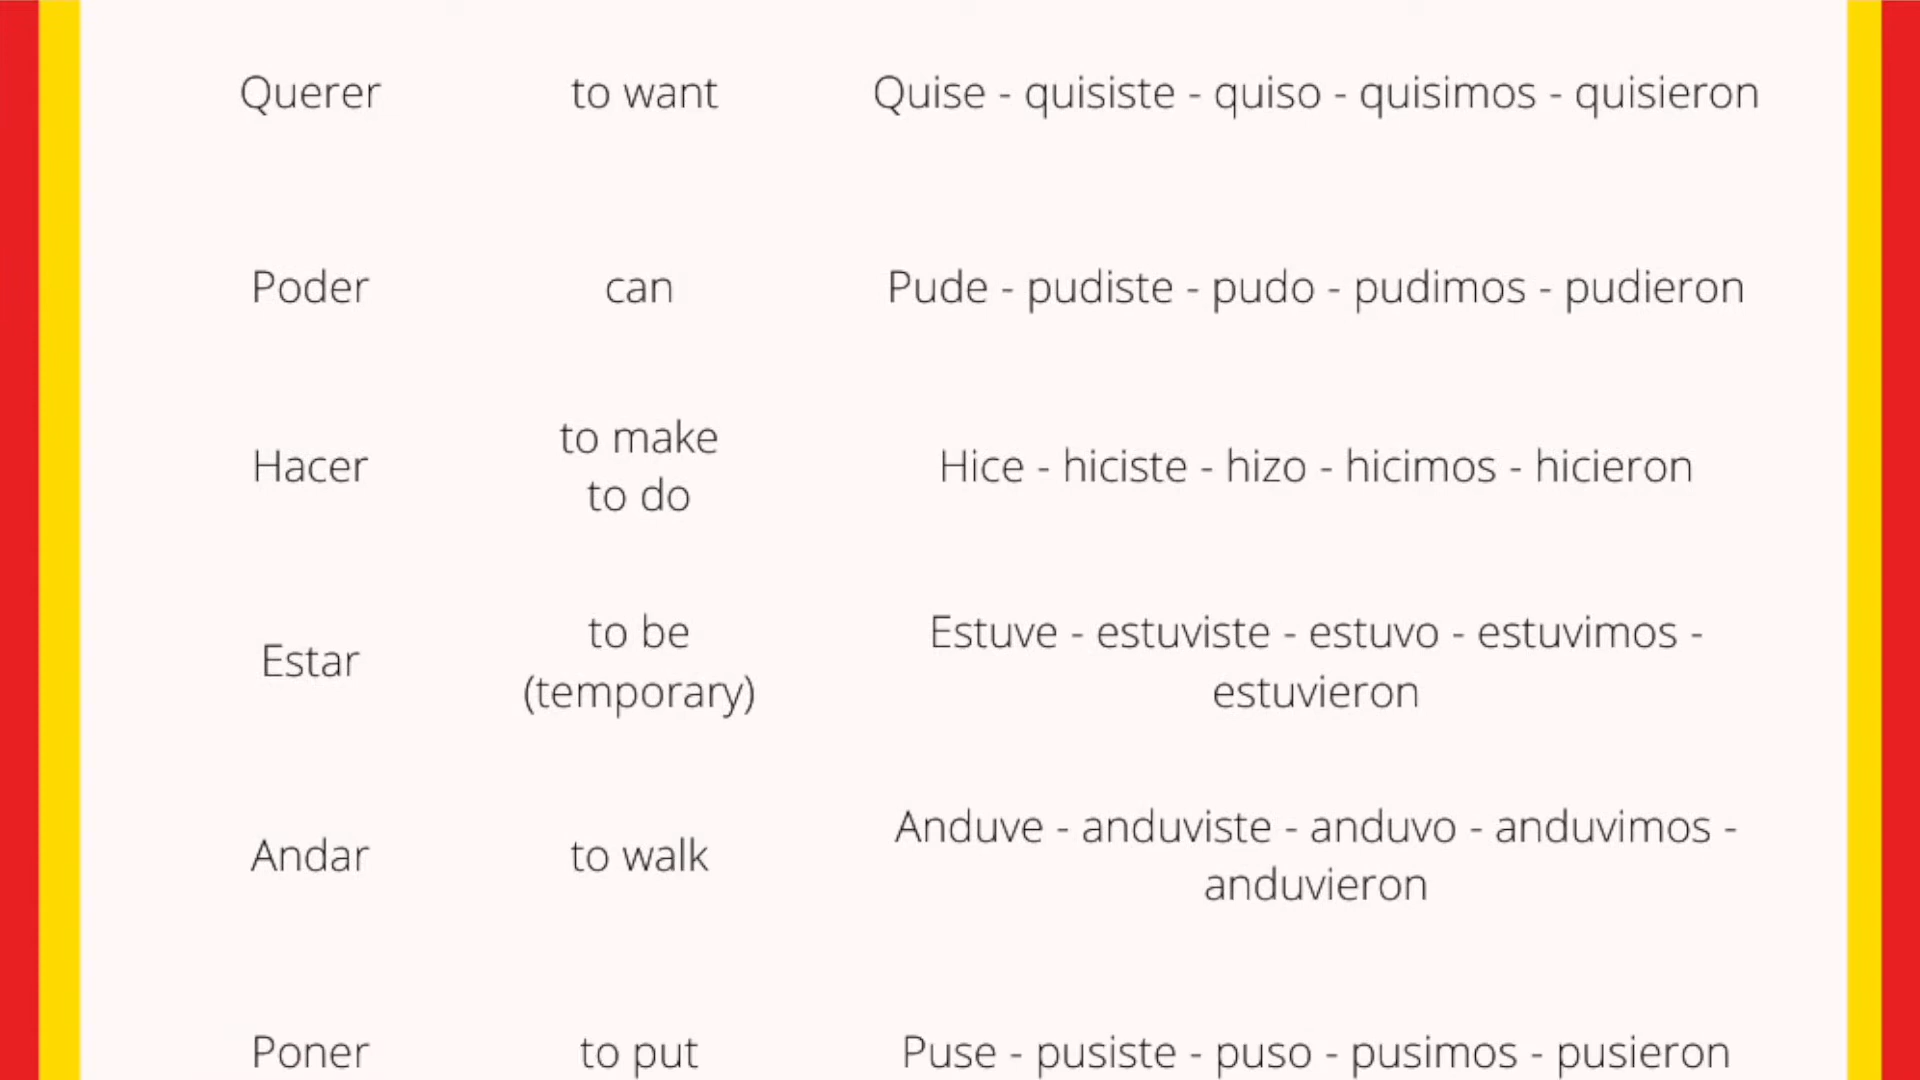 Querer to want Quise - quisiste - quiso - quisimos - quisieron
Poder can Pude - pudiste - pudo - pudimos - pudieron
Hacer to make
to do Hice - hiciste - hizo - hicimos - hicieron
Estar to be
(temporary) Estuve - estuviste - estuvo - estuvimos -
estuvieron
Andar to walk Anduve - anduviste - anduvo - anduvimos -
anduvieron
Poner to put Puse - pusiste - puso - pusimos - pusieron